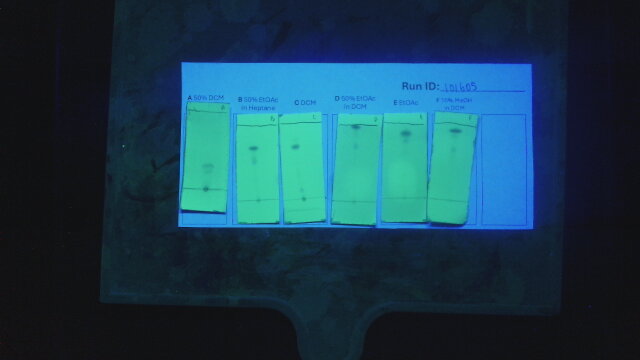 Run ID: 101605
A 50% DCM
B 50% EtOAc
in Heptane
C DCM
D 50% EtOAc
in DCM
E EtOAc
F 10% MeOH
in DCM